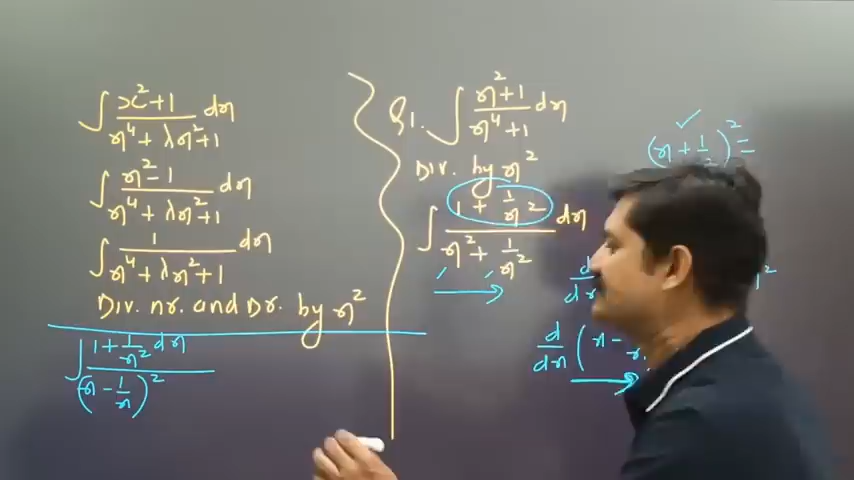 ∫ x²+1 / x⁴ + λx²+1 dx
∫ x²-1 / x⁴ + λx²+1 dx
∫ 1 / x⁴ + λx²+1 dx
Div. nr. and Dr. by x²
∫ 1 + 1/x² dx / (x - 1/x)²
Q1. ∫ x²+1 / x⁴ + 1 dx
Div. by x²
∫ 1 + 1/x² / x² + 1/x² dx
(x + 1/x)² =
d/dx (x -